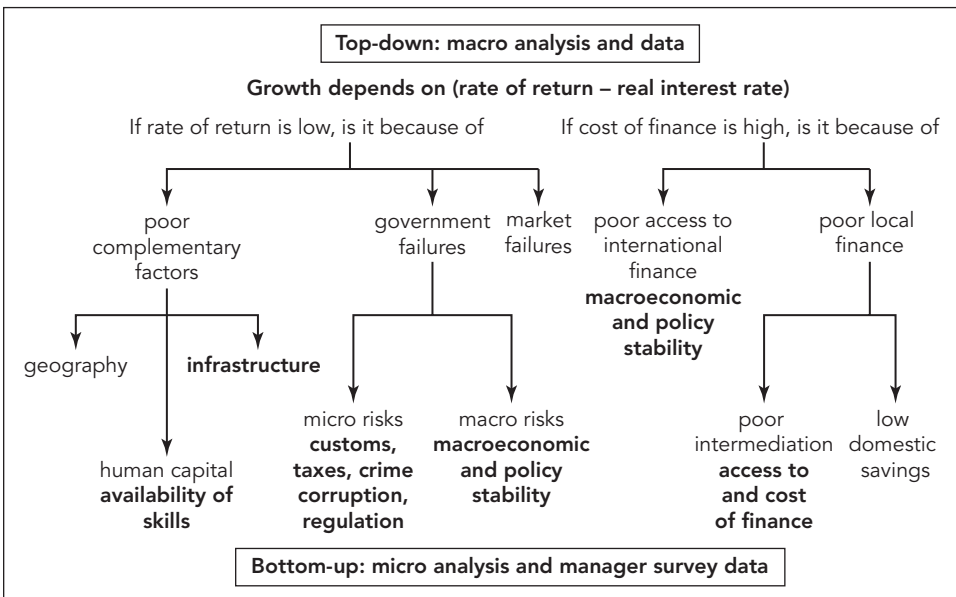 Top-down: macro analysis and data
Growth depends on (rate of return – real interest rate)
If rate of return is low, is it because of
If cost of finance is high, is it because of
poor
complementary
factors
government
failures
market
failures
poor access to
international
finance
macroeconomic
and policy
stability
poor local
finance
geography
infrastructure
human capital
availability of
skills
micro risks
customs,
taxes, crime
corruption,
regulation
macro risks
macroeconomic
and policy
stability
poor
intermediation
access to
and cost
of finance
low
domestic
savings
Bottom-up: micro analysis and manager survey data